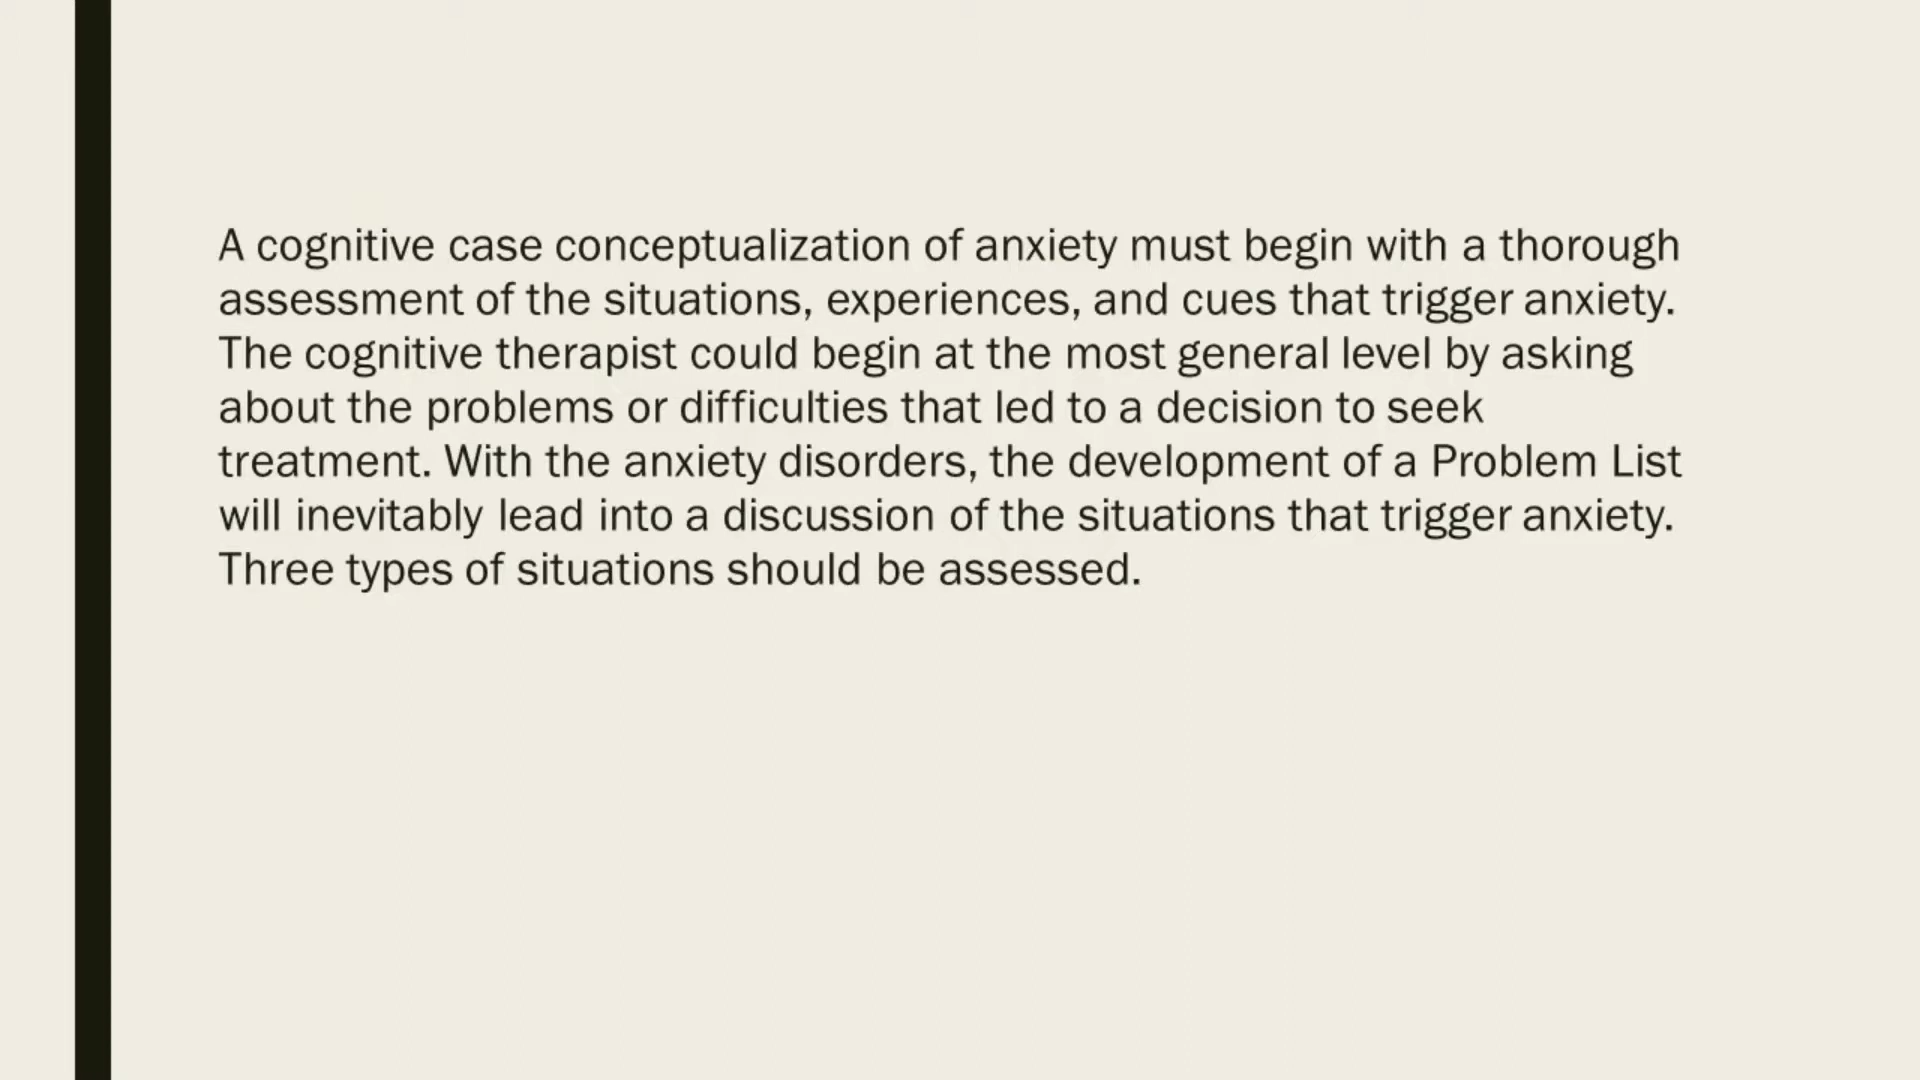 A cognitive case conceptualization of anxiety must begin with a thorough
assessment of the situations, experiences, and cues that trigger anxiety.
The cognitive therapist could begin at the most general level by asking
about the problems or difficulties that led to a decision to seek
treatment. With the anxiety disorders, the development of a Problem List
will inevitably lead into a discussion of the situations that trigger anxiety.
Three types of situations should be assessed.